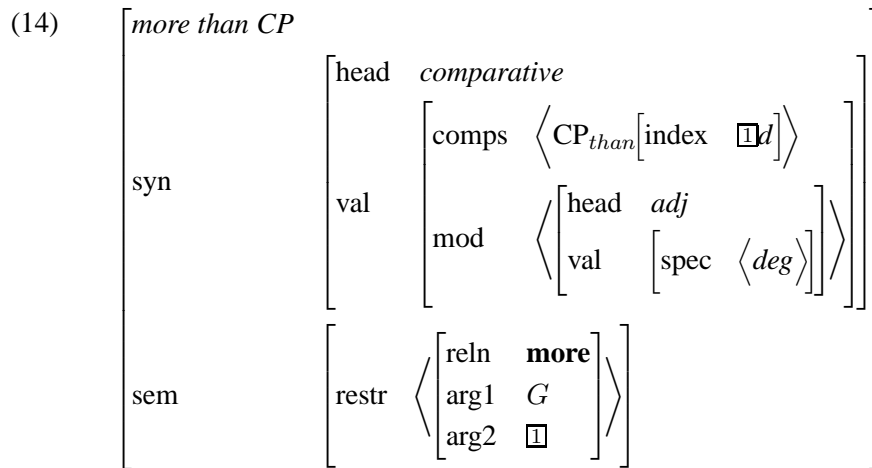 (14) more than CP
head comparative
comps ⟨CP_than[index 1 d]⟩
syn
val
mod ⟨[head adj
val [spec ⟨deg⟩]]⟩
reln more
sem restr ⟨arg1 G⟩
arg2 1